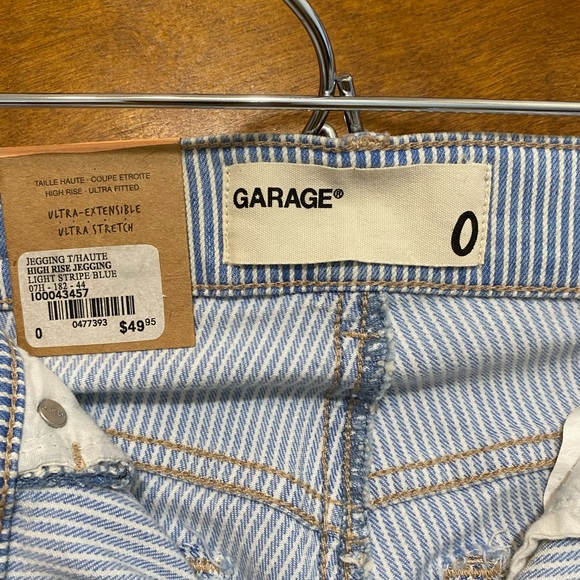 TAILLE HAUTE · COUPE ETROITE
HIGH RISE · ULTRA FITTED
ULTRA-EXTENSIBLE
ULTRA STRETCH
JEGGING T/HAUTE
HIGH RISE JEGGING
LIGHT STRIPE BLUE
07H - 182 - 44
I00043457
0 0477393 $49.95
GARAGE®
0